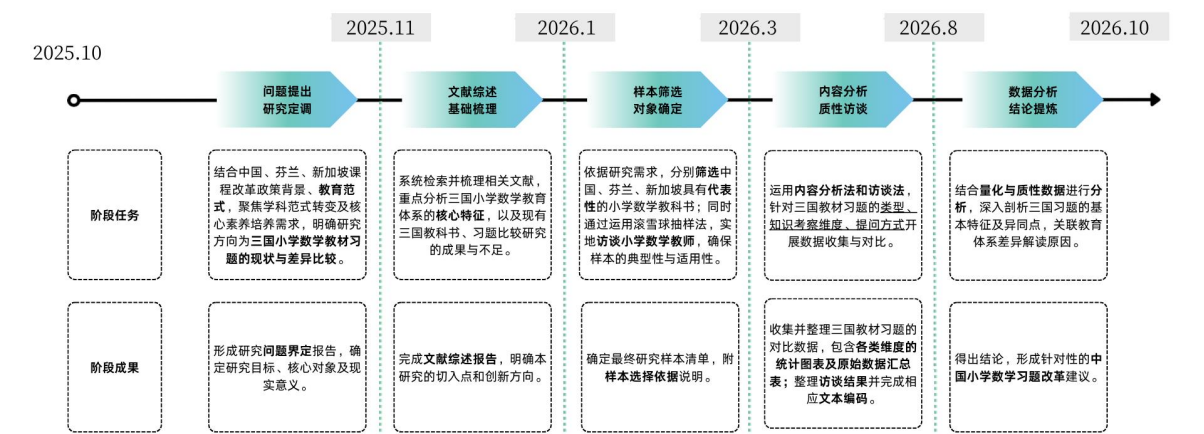 2025.10
2025.11
2026.1
2026.3
2026.8
2026.10
问题提出
研究定调
文献综述
基础梳理
样本筛选
对象确定
内容分析
质性访谈
数据分析
结论提炼
阶段任务
结合中国、芬兰、新加坡课
程改革政策背景、教育范
式，聚焦学科范式转变及核
心素养培养需求，明确研究
方向为三国小学数学教材习
题的现状与差异比较。
系统检索并梳理相关文献，
重点分析三国小学数学教育
体系的核心特征，以及现有
三国教科书、习题比较研究
的成果与不足。
依据研究需求，分别筛选中
国、芬兰、新加坡具有代表
性的小学数学教科书；同时
通过运用滚雪球抽样法，实
地访谈小学数学教师，确保
样本的典型性与适用性。
运用内容分析法和访谈法，
针对三国教材习题的类型、
知识考察维度、提问方式开
展数据收集与对比。
结合量化与质性数据进行分
析，深入剖析三国习题的基
本特征及异同点，关联教育
体系差异解读原因。
阶段成果
形成研究问题界定报告，确
定研究目标、核心对象及现
实意义。
完成文献综述报告，明确本
研究的切入点和创新方向。
确定最终研究样本清单，附
样本选择依据说明。
收集并整理三国教材习题的
对比数据，包含各类维度的
统计图表及原始数据汇总
表；整理访谈结果并完成相
应文本编码。
得出结论，形成针对性的中
国小学数学习题改革建议。